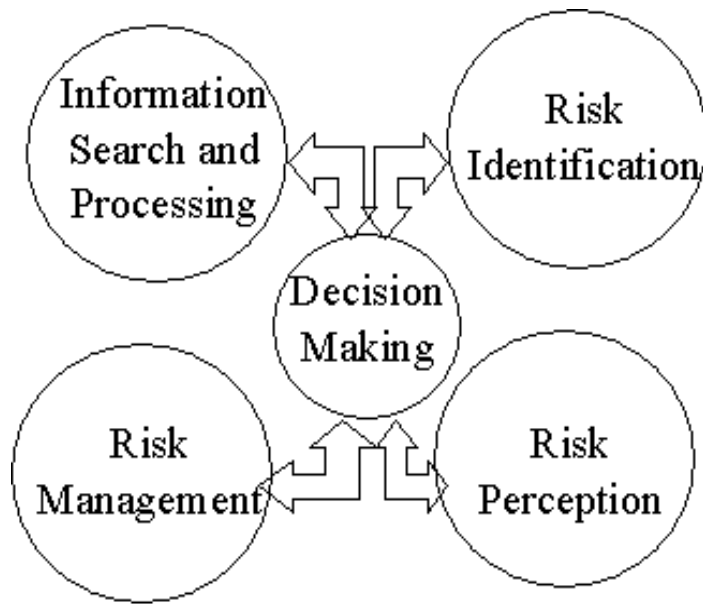 Information
Search and
Processing
Risk
Identification
Decision
Making
Risk
Management
Risk
Perception